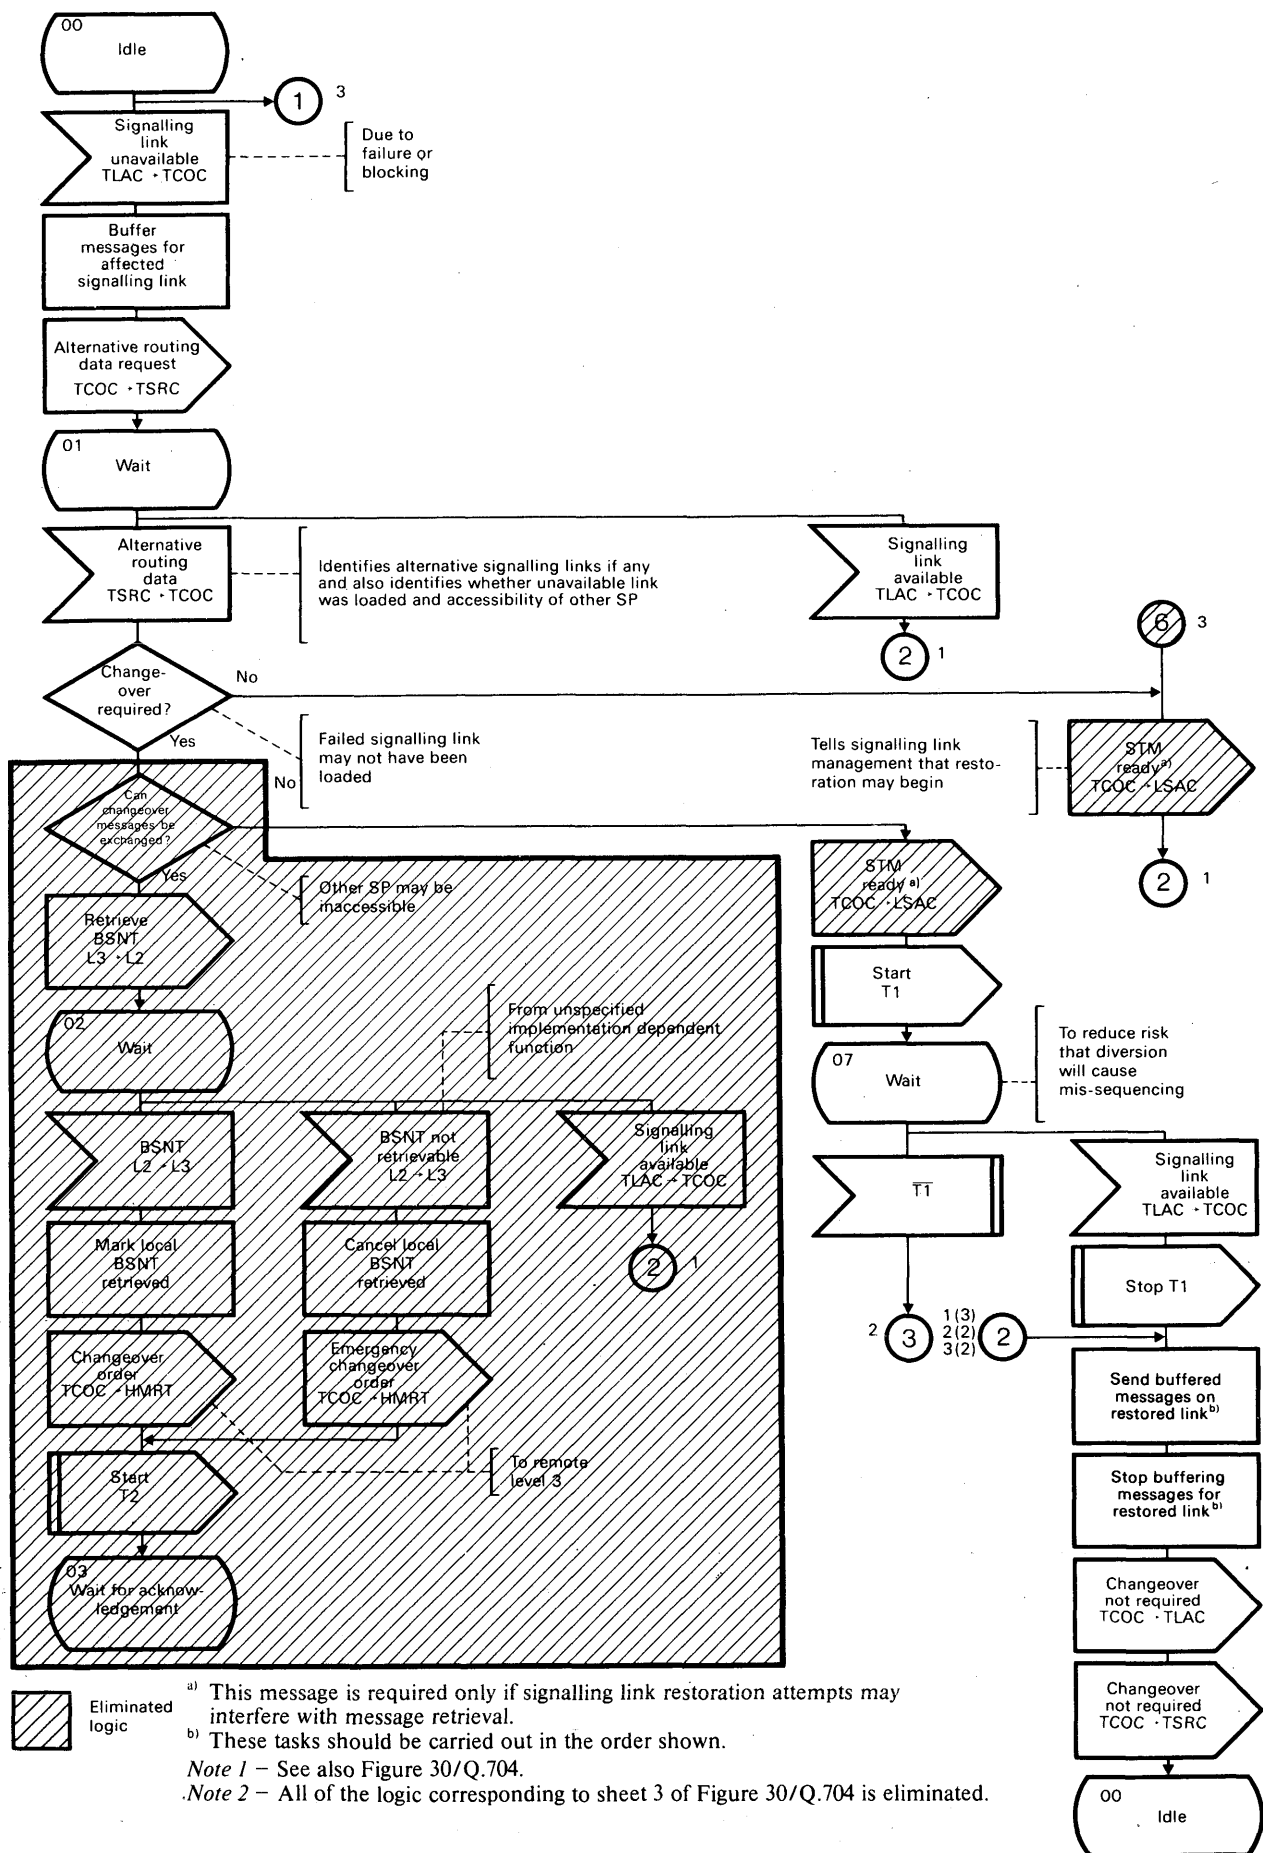 00
Idle
1
3
Signalling
link
unavailable
TLAC → TCOC
Due to
failure or
blocking
Buffer
messages for
affected
signalling link
Alternative routing
data request
TCOC → TSRC
01
Wait
Alternative
routing
data
TSRC → TCOC
Identifies alternative signalling links if any
and also identifies whether unavailable link
was loaded and accessibility of other SP
Signalling
link
available
TLAC → TCOC
2
1
6
3
Change-
over
required?
No
Yes
Failed signalling link
may not have been
loaded
Tells signalling link
management that resto-
ration may begin
STM
ready a)
TCOC → LSAC
2
1
Can
changeover
messages be
exchanged?
No
Yes
Other SP may be
inaccessible
STM
ready a)
TCOC → LSAC
Retrieve
BSNT
L3 → L2
Start
T1
02
Wait
From unspecified
implementation dependent
function
07
Wait
To reduce risk
that diversion
will cause
mis-sequencing
BSNT
L2 → L3
BSNT not
retrievable
L2 → L3
Signalling
link
available
TLAC → TCOC
T1
Signalling
link
available
TLAC → TCOC
Mark local
BSNT
retrieved
Cancel local
BSNT
retrieved
2
1
Stop T1
2
3
1(3)
2(2)
3(2)
2
Changeover
order
TCOC → HMRT
Emergency
changeover
order
TCOC → HMRT
Send buffered
messages on
restored link b)
Start
T2
To remote
level 3
Stop buffering
messages for
restored link b)
03
Wait for acknow-
ledgement
Changeover
not required
TCOC → TLAC
Changeover
not required
TCOC → TSRC
00
Idle
Eliminated
logic
a) This message is required only if signalling link restoration attempts may
interfere with message retrieval.
b) These tasks should be carried out in the order shown.
Note 1 − See also Figure 30/Q.704.
Note 2 − All of the logic corresponding to sheet 3 of Figure 30/Q.704 is eliminated.